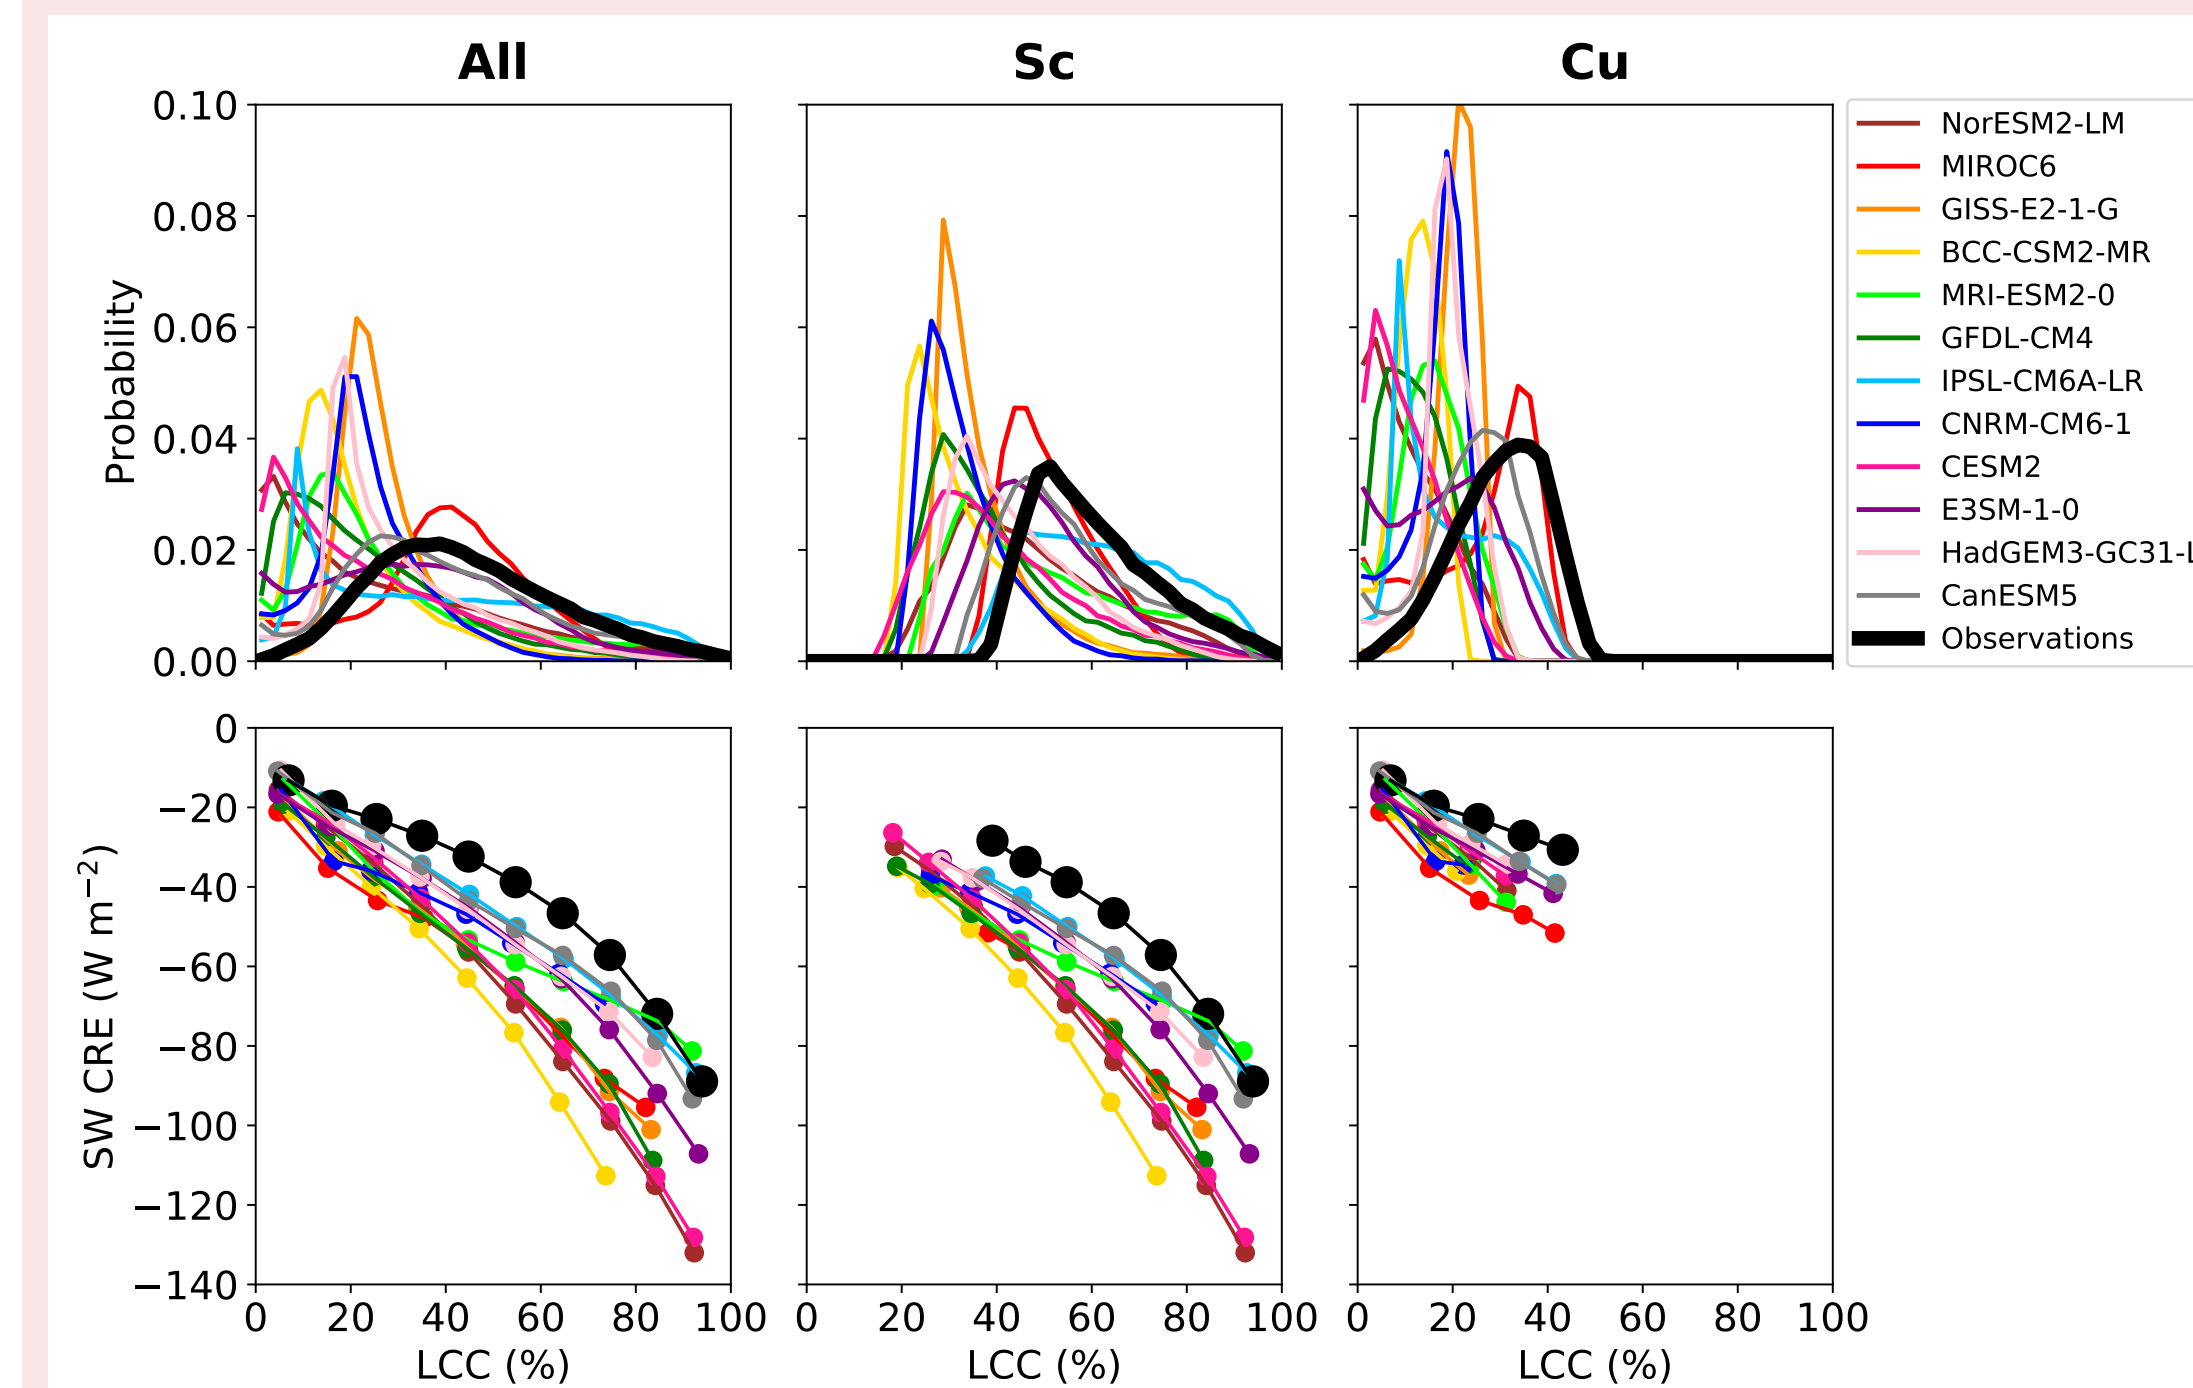 All Sc Cu
0.10
0.08
0.06
0.04
0.02
0.00
Probability
NorESM2-LM
MIROC6
GISS-E2-1-G
BCC-CSM2-MR
MRI-ESM2-0
GFDL-CM4
IPSL-CM6A-LR
CNRM-CM6-1
CESM2
E3SM-1-0
HadGEM3-GC31-L
CanESM5
Observations
0
−20
−40
−60
−80
−100
−120
−140
SW CRE (W m⁻²)
0 20 40 60 80 100 0 20 40 60 80 100 0 20 40 60 80 100
LCC (%) LCC (%) LCC (%)